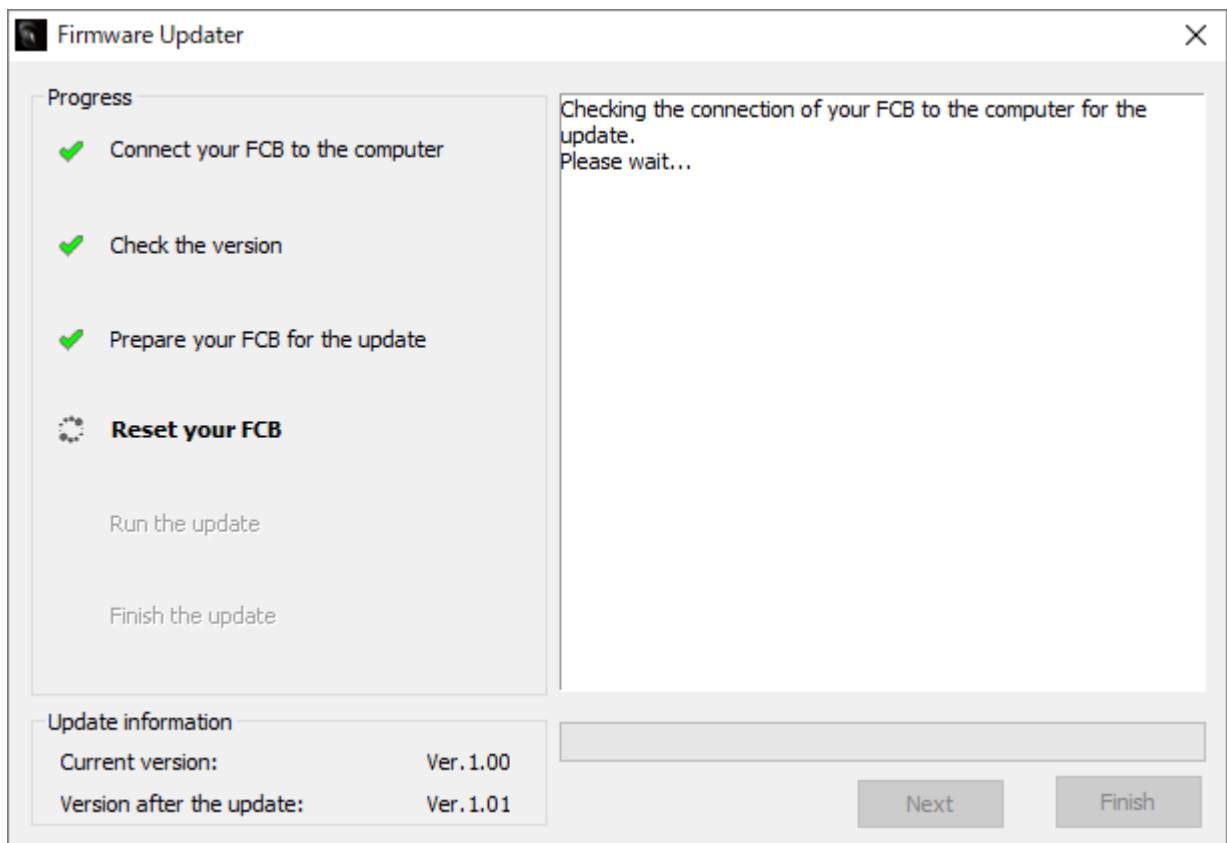 Firmware Updater
Progress
Connect your FCB to the computer
Check the version
Prepare your FCB for the update
Reset your FCB
Run the update
Finish the update
Checking the connection of your FCB to the computer for the
update.
Please wait...
Update information
Current version: Ver.1.00
Version after the update: Ver.1.01
Next Finish